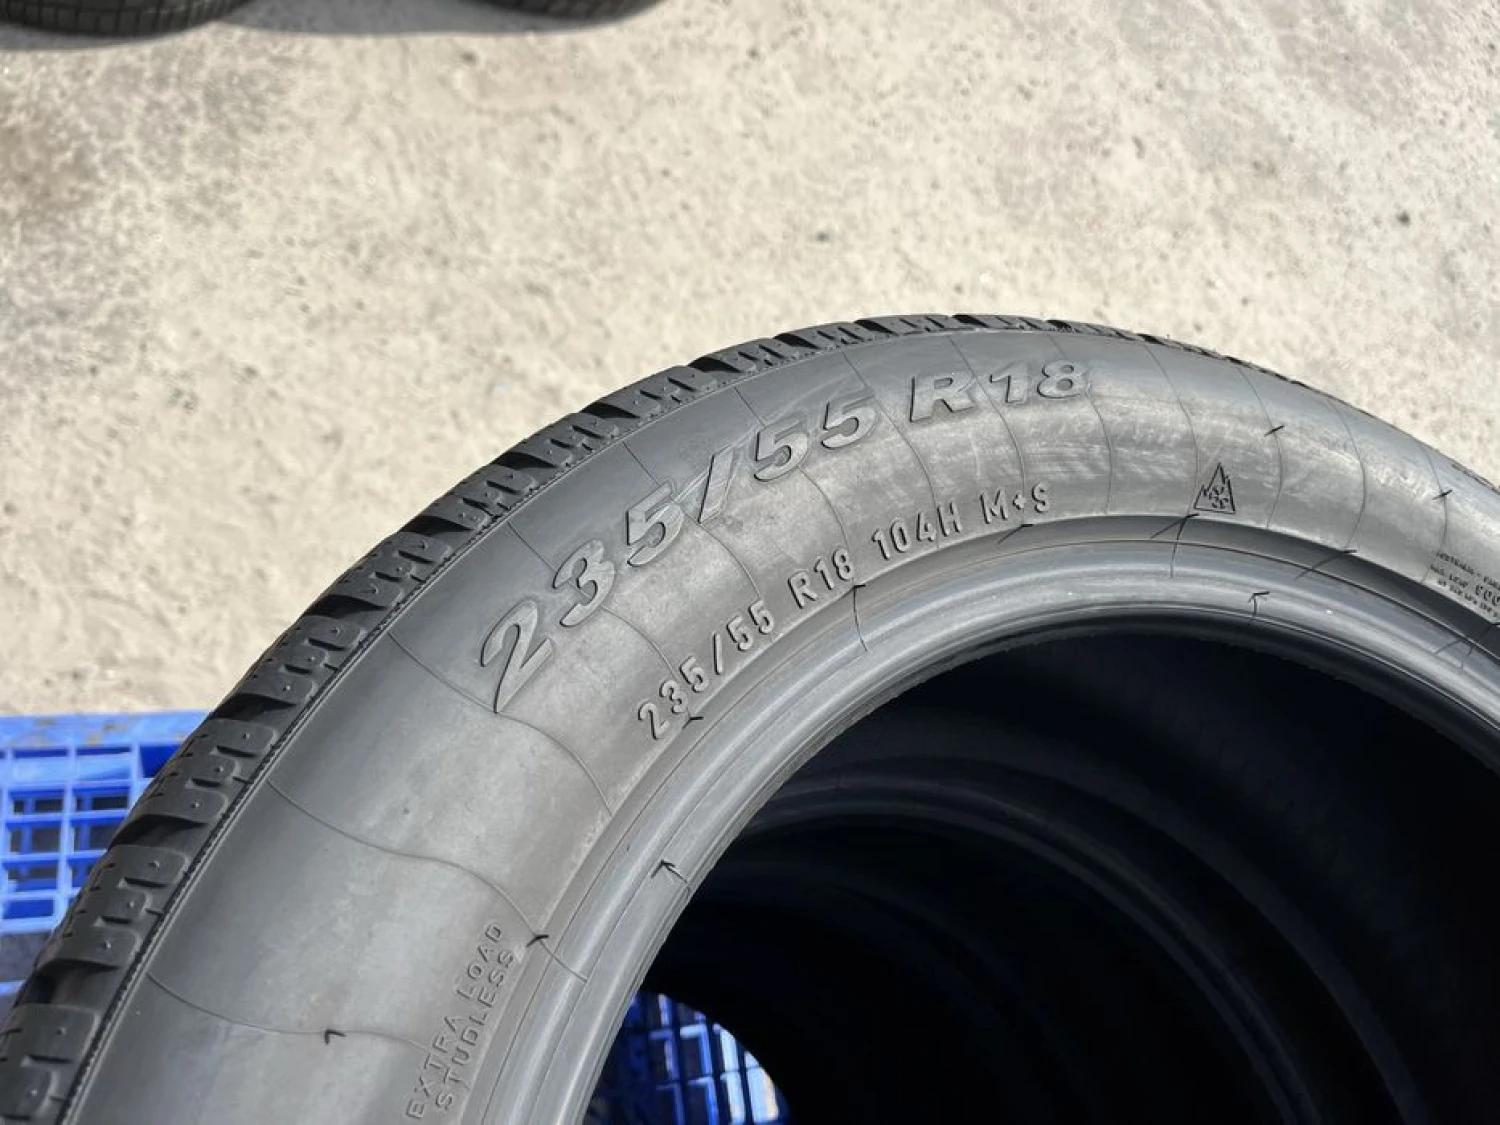 235/55 R18
235/55 R18 104H M+S
EXTRA LOAD
STUDLESS